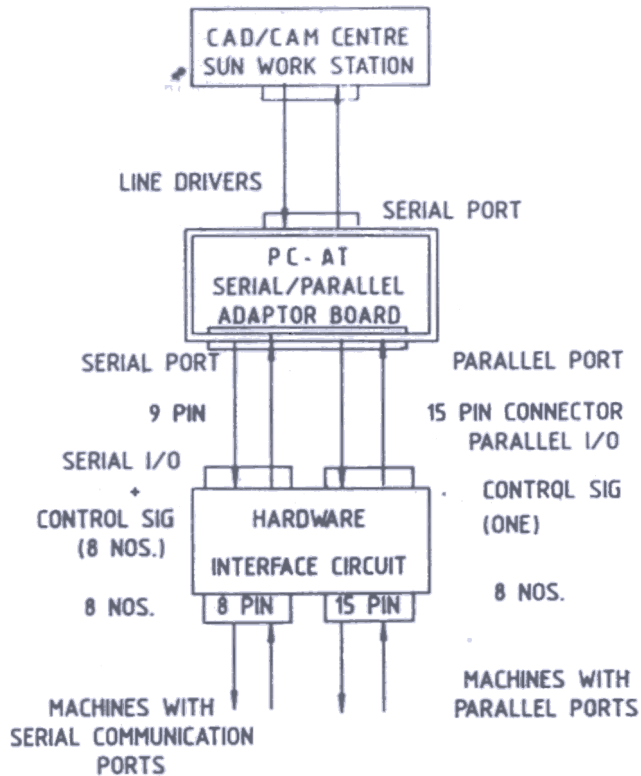 CAD/CAM CENTRE
SUN WORK STATION
LINE DRIVERS
SERIAL PORT
PC-AT
SERIAL/PARALLEL
ADAPTOR BOARD
SERIAL PORT
PARALLEL PORT
9 PIN
15 PIN CONNECTOR
PARALLEL I/O
SERIAL I/O
+
CONTROL SIG
(8 NOS.)
CONTROL SIG
(ONE)
HARDWARE
INTERFACE CIRCUIT
8 NOS.
8 PIN
15 PIN
8 NOS.
MACHINES WITH
SERIAL COMMUNICATION
PORTS
MACHINES WITH
PARALLEL PORTS